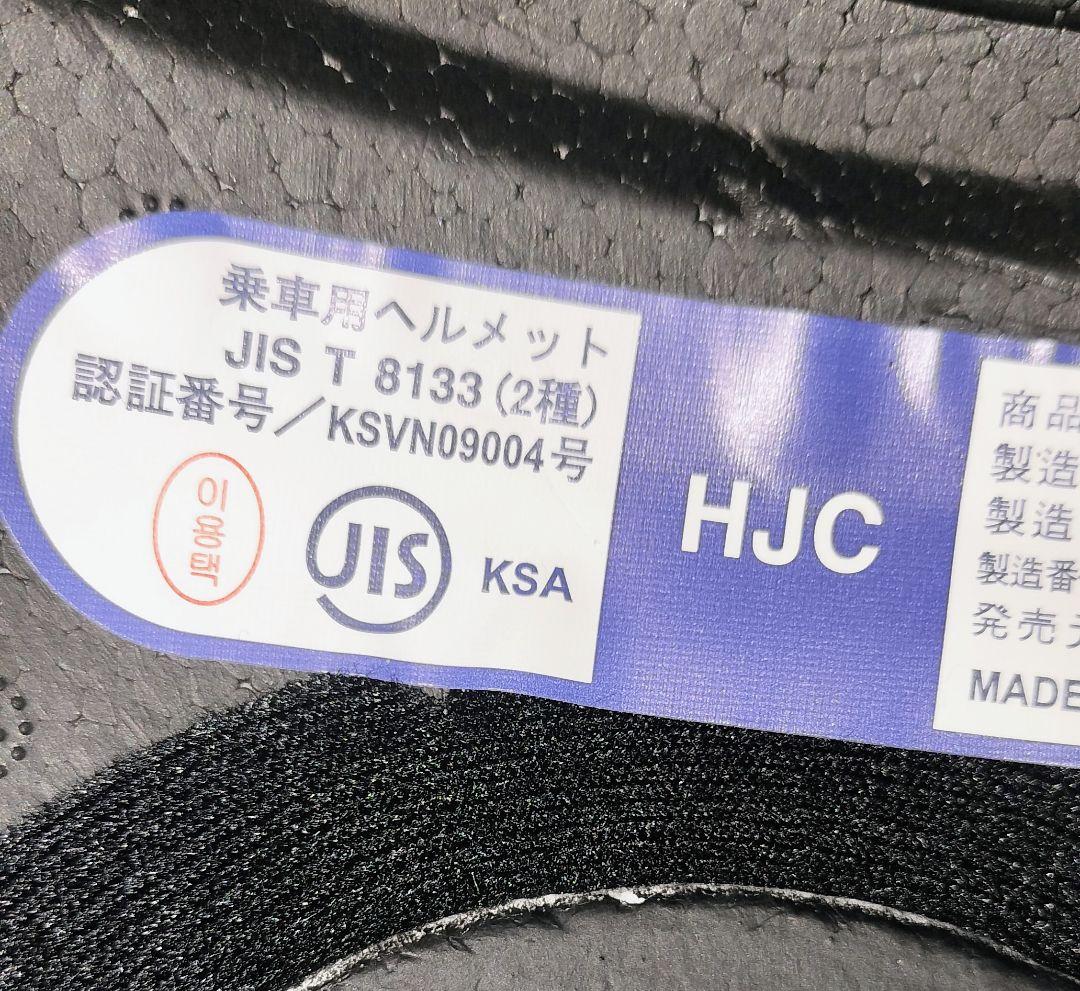 乗車用ヘルメット
JIS T 8133(2種)
認証番号／KSVN09004号
이용택
JIS
KSA
HJC
商品
製造
製造
製造番
発売
MADE